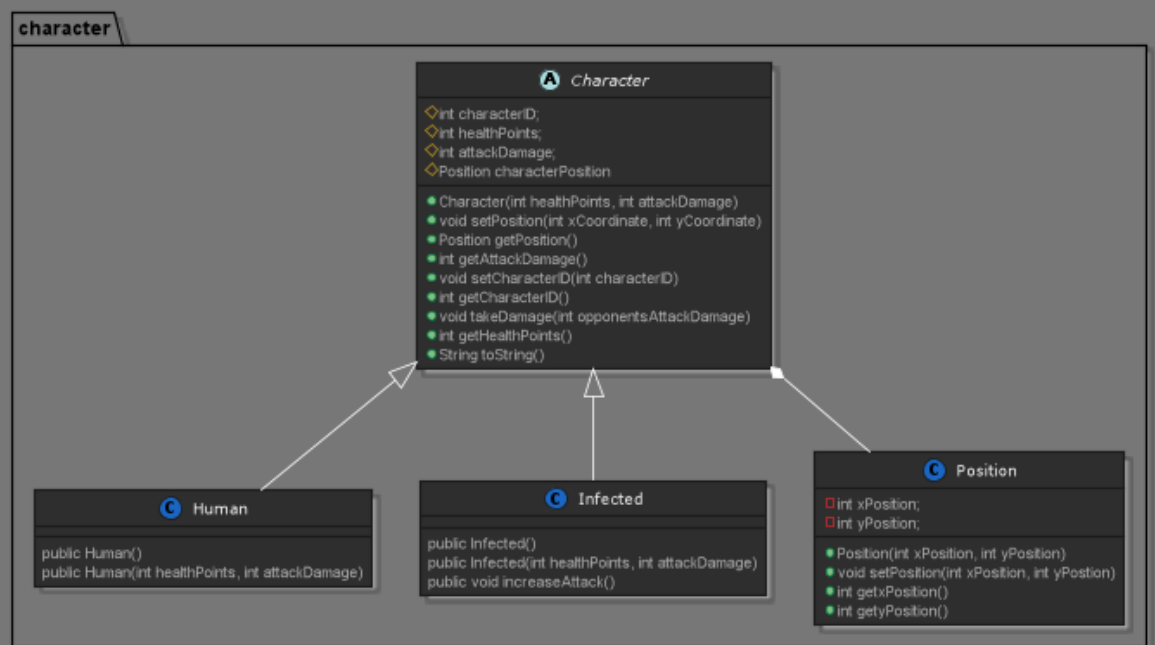 character
A Character
int characterID;
int healthPoints;
int attackDamage;
Position characterPosition
Character(int healthPoints, int attackDamage)
void setPosition(int xCoordinate, int yCoordinate)
Position getPosition()
int getAttackDamage()
void setCharacterID(int characterID)
int getCharacterID()
void takeDamage(int opponentsAttackDamage)
int getHealthPoints()
String toString()
C Human
public Human()
public Human(int healthPoints, int attackDamage)
C Infected
public Infected()
public Infected(int healthPoints, int attackDamage)
public void increaseAttack()
C Position
int xPosition;
int yPosition;
Position(int xPosition, int yPosition)
void setPosition(int xPosition, int yPostion)
int getxPosition()
int getyPosition()